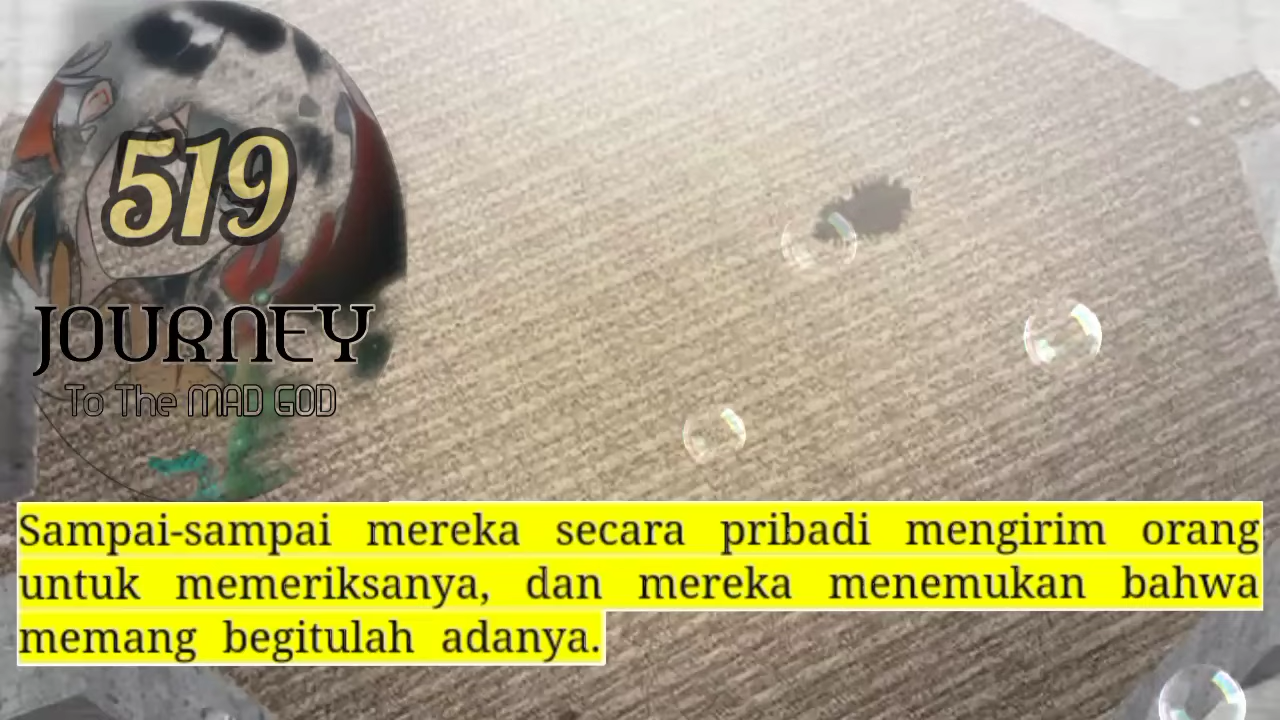 519
JOURNEY
To The MAD GOD
Sampai-sampai mereka secara pribadi mengirim orang
untuk memeriksanya, dan mereka menemukan bahwa
memang begitulah adanya.